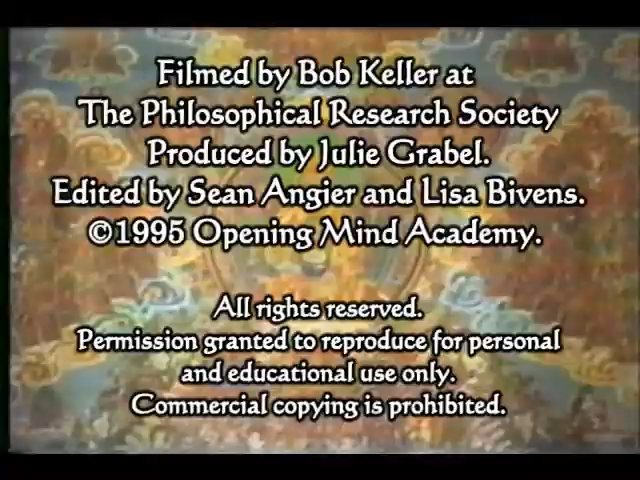 Filmed by Bob Keller at
The Philosophical Research Society
Produced by Julie Grabel.
Edited by Sean Angier and Lisa Bivens.
©1995 Opening Mind Academy.
All rights reserved.
Permission granted to reproduce for personal
and educational use only.
Commercial copying is prohibited.